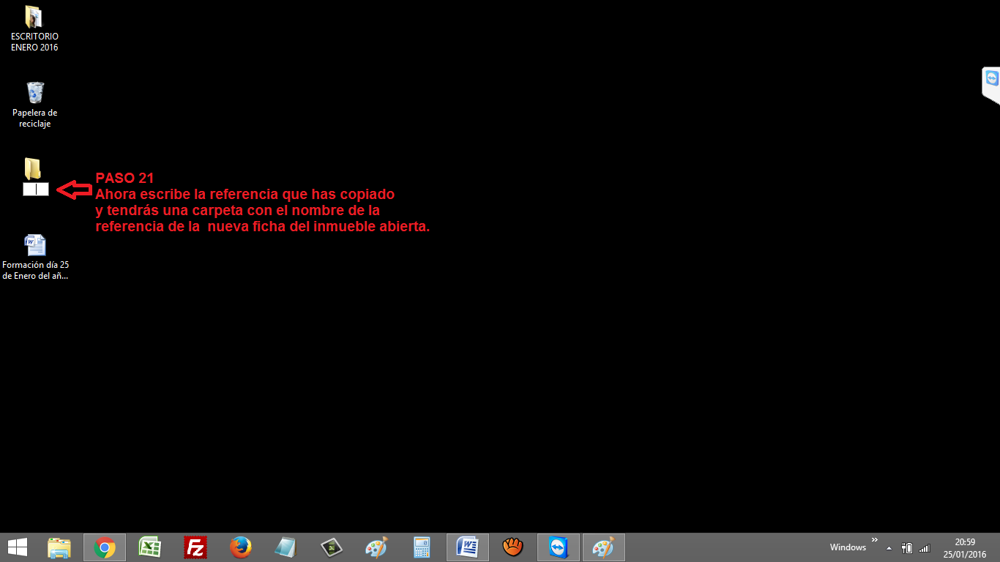 ESCRITORIO
ENERO 2016
Papelera de
reciclaje
PASO 21
Ahora escribe la referencia que has copiado
y tendrás una carpeta con el nombre de la
referencia de la  nueva ficha del inmueble abierta.
Formación día 25
de Enero del añ...
Fz
Windows
20:59
25/01/2016